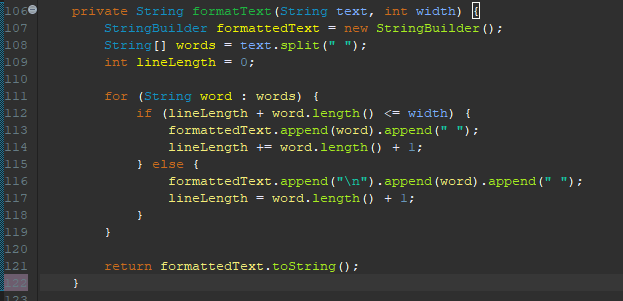 106 private String formatText(String text, int width) {
107 StringBuilder formattedText = new StringBuilder();
108 String[] words = text.split(" ");
109 int lineLength = 0;
110
111 for (String word : words) {
112 if (lineLength + word.length() <= width) {
113 formattedText.append(word).append(" ");
114 lineLength += word.length() + 1;
115 } else {
116 formattedText.append("\n").append(word).append(" ");
117 lineLength = word.length() + 1;
118 }
119 }
120
121 return formattedText.toString();
122 }
123